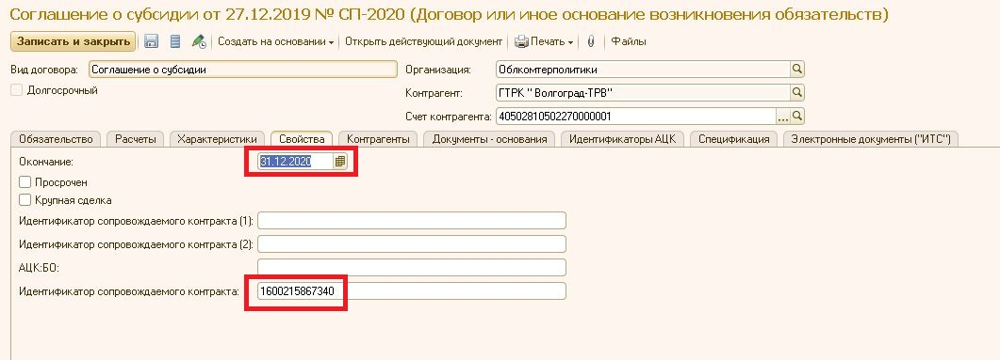 Соглашение о субсидии от 27.12.2019 № СП-2020 (Договор или иное основание возникновения обязательств)
Записать и закрыть Создать на основании Открыть действующий документ Печать Файлы
Вид договора: Соглашение о субсидии Организация: Облкомтерполитики
Долгосрочный Контрагент: ГТРК " Волгоград-ТРВ"
Счет контрагента: 40502810502270000001 ...
Обязательство Расчеты Характеристики Свойства Контрагенты Документы - основания Идентификаторы АЦК Спецификация Электронные документы ("ИТС")
Окончание: 31.12.2020
Просрочен
Крупная сделка
Идентификатор сопровождаемого контракта (1):
Идентификатор сопровождаемого контракта (2):
АЦК:БО:
Идентификатор сопровождаемого контракта: 1600215867340